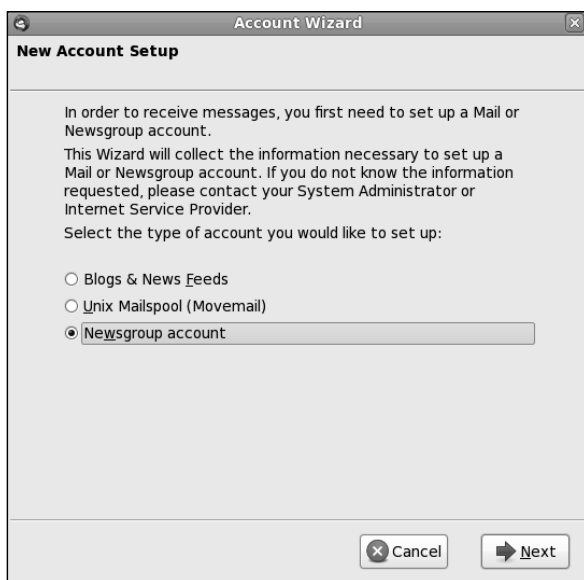 Account Wizard
New Account Setup
In order to receive messages, you first need to set up a Mail or
Newsgroup account.
This Wizard will collect the information necessary to set up a
Mail or Newsgroup account. If you do not know the information
requested, please contact your System Administrator or
Internet Service Provider.
Select the type of account you would like to set up:
Blogs & News Feeds
Unix Mailspool (Movemail)
Newsgroup account
Cancel
Next